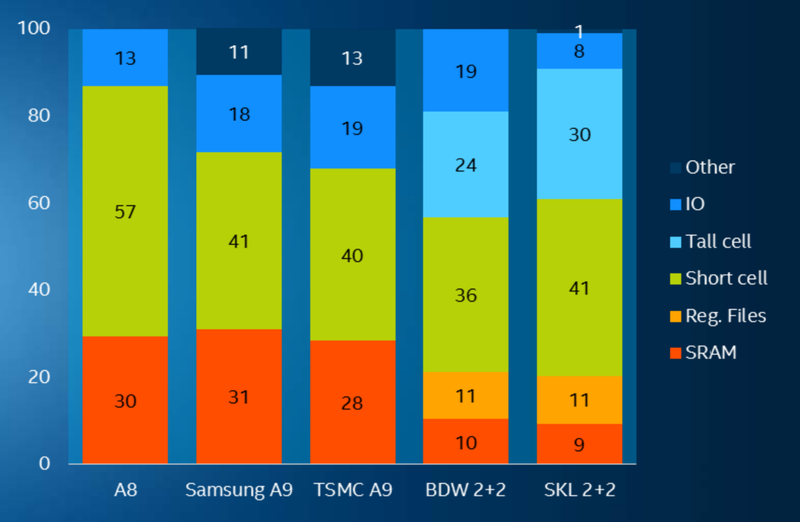 100
80
60
40
20
0
13
57
30
11
18
41
31
13
19
40
28
19
24
36
11
10
1
8
30
41
11
9
A8
Samsung A9
TSMC A9
BDW 2+2
SKL 2+2
Other
IO
Tall cell
Short cell
Reg. Files
SRAM